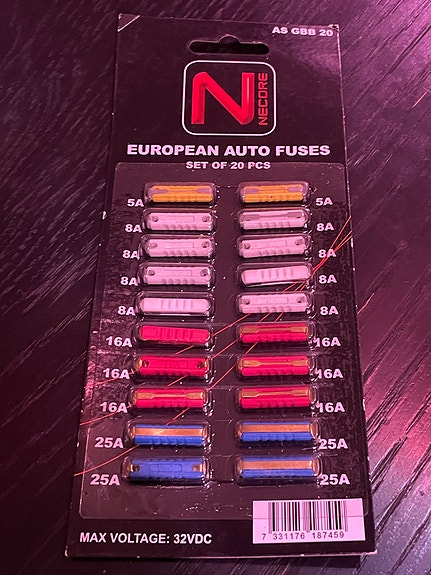 AS GBB 20
N
NECORE
EUROPEAN AUTO FUSES
SET OF 20 PCS
5A 5A
8A 8A
8A 8A
8A 8A
8A 8A
16A 16A
16A 16A
16A 16A
25A 25A
25A 25A
MAX VOLTAGE: 32VDC
7 331176 187459